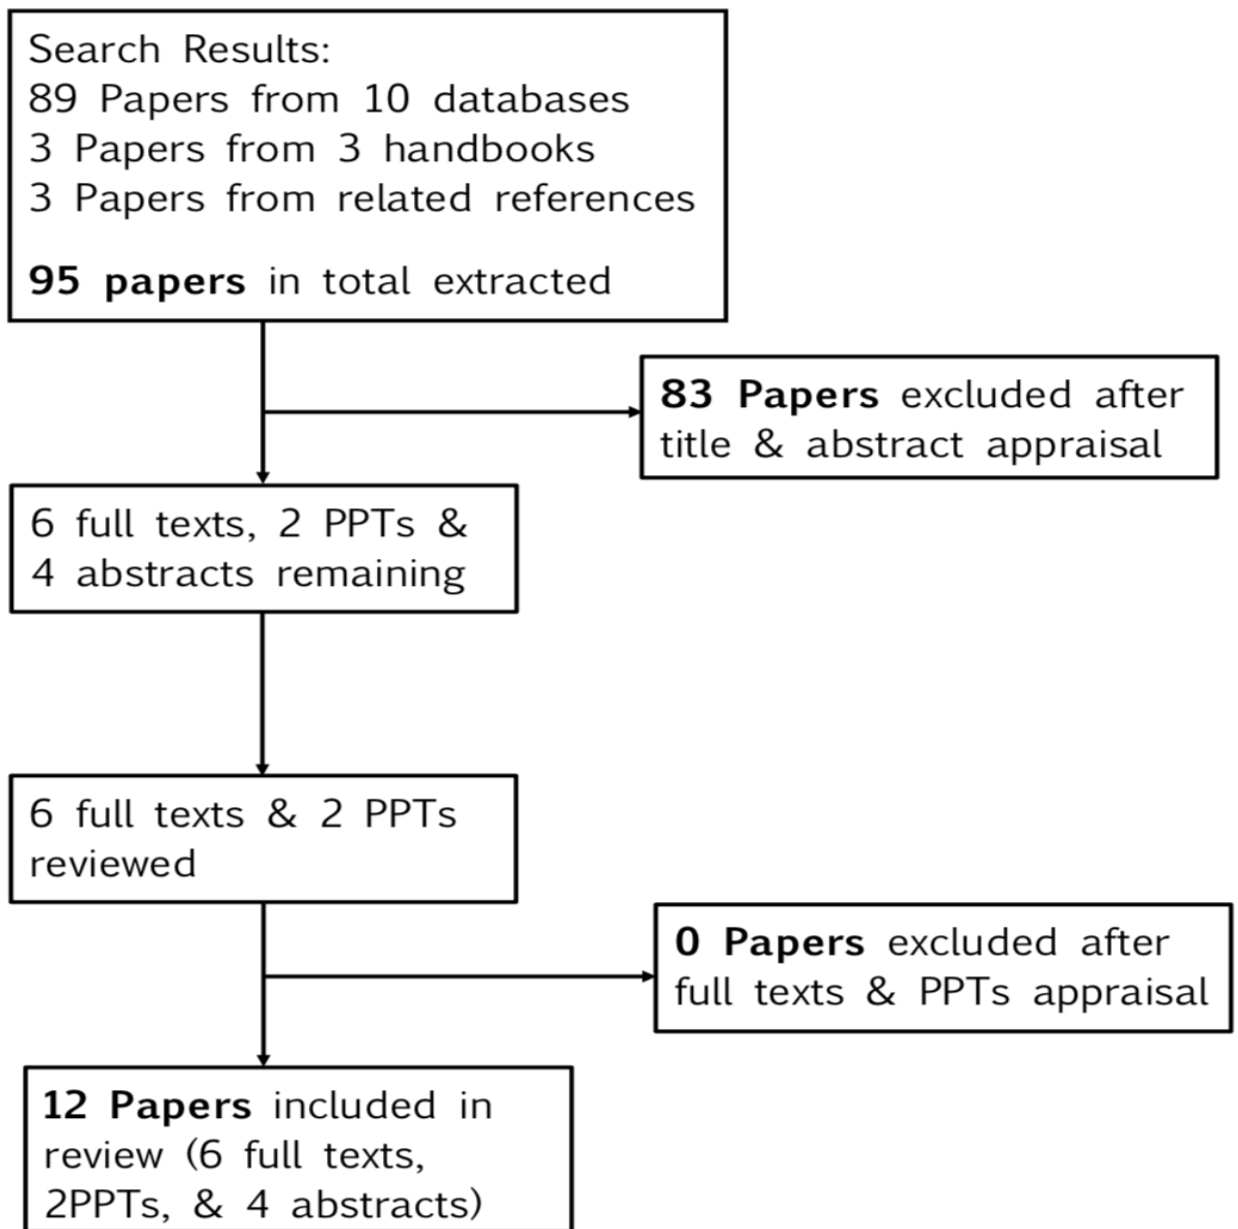 Search Results:
89 Papers from 10 databases
3 Papers from 3 handbooks
3 Papers from related references
95 papers in total extracted
83 Papers excluded after
title & abstract appraisal
6 full texts, 2 PPTs &
4 abstracts remaining
6 full texts & 2 PPTs
reviewed
0 Papers excluded after
full texts & PPTs appraisal
12 Papers included in
review (6 full texts,
2PPTs, & 4 abstracts)